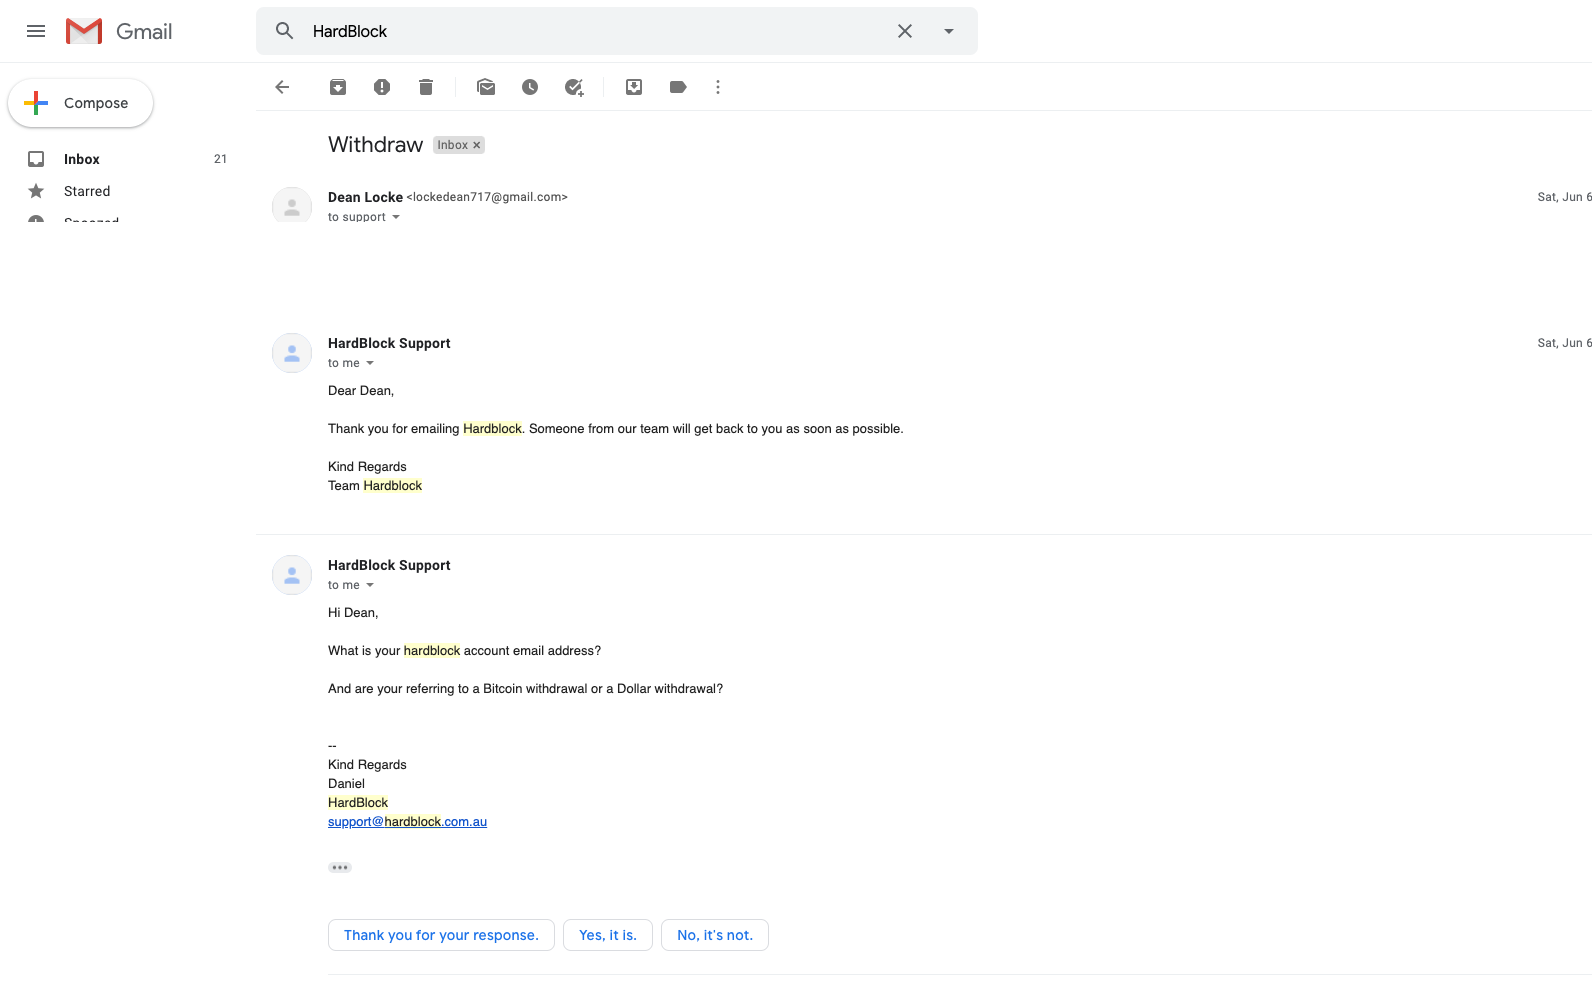 Gmail
HardBlock
Compose
Inbox 21
Starred
Snoozed
Withdraw Inbox ×
Dean Locke <lockedean717@gmail.com> Sat, Jun 6
to support
HardBlock Support Sat, Jun 6
to me
Dear Dean,
Thank you for emailing Hardblock. Someone from our team will get back to you as soon as possible.
Kind Regards
Team Hardblock
HardBlock Support
to me
Hi Dean,
What is your hardblock account email address?
And are your referring to a Bitcoin withdrawal or a Dollar withdrawal?
--
Kind Regards
Daniel
HardBlock
support@hardblock.com.au
Thank you for your response. Yes, it is. No, it's not.